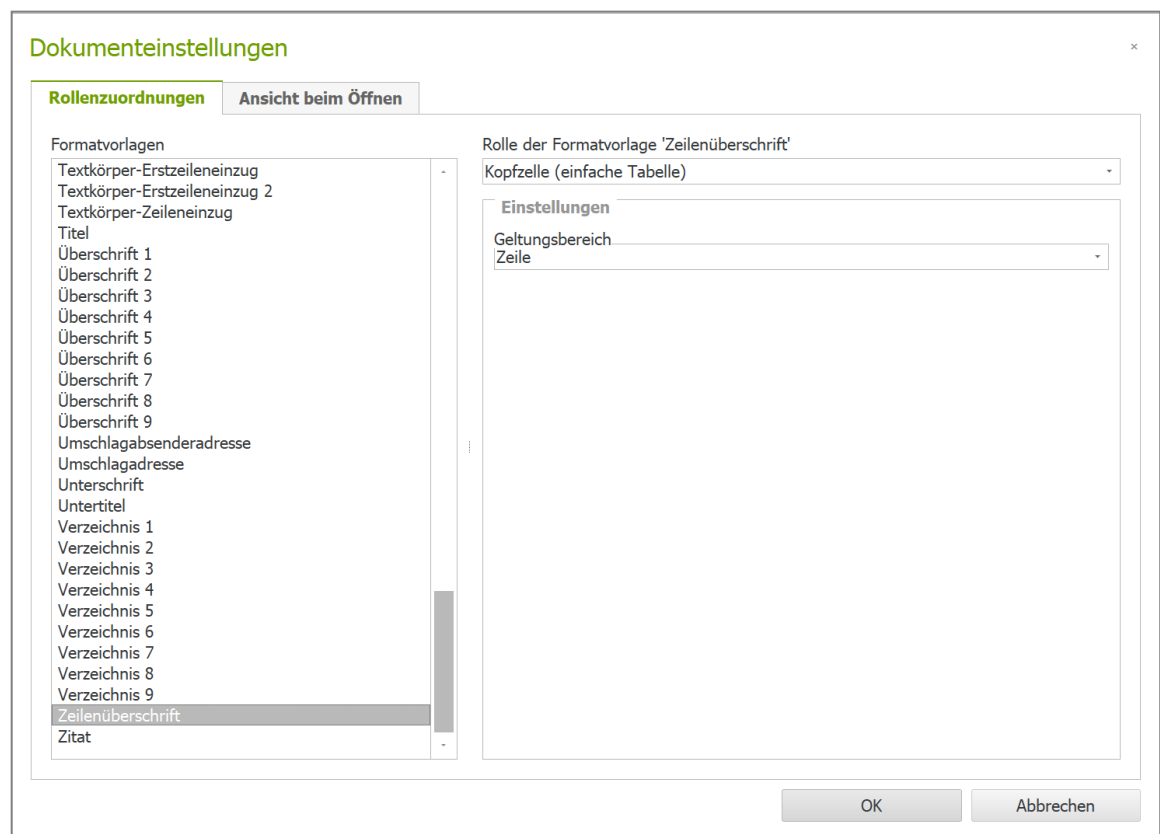 Dokumenteinstellungen
Rollenzuordnungen
Ansicht beim Öffnen
Formatvorlagen
Textkörper-Erstzeileneinzug
Textkörper-Erstzeileneinzug 2
Textkörper-Zeileneinzug
Titel
Überschrift 1
Überschrift 2
Überschrift 3
Überschrift 4
Überschrift 5
Überschrift 6
Überschrift 7
Überschrift 8
Überschrift 9
Umschlagabsenderadresse
Umschlagadresse
Unterschrift
Untertitel
Verzeichnis 1
Verzeichnis 2
Verzeichnis 3
Verzeichnis 4
Verzeichnis 5
Verzeichnis 6
Verzeichnis 7
Verzeichnis 8
Verzeichnis 9
Zeilenüberschrift
Zitat
Rolle der Formatvorlage 'Zeilenüberschrift'
Kopfzelle (einfache Tabelle)
Einstellungen
Geltungsbereich
Zeile
OK
Abbrechen